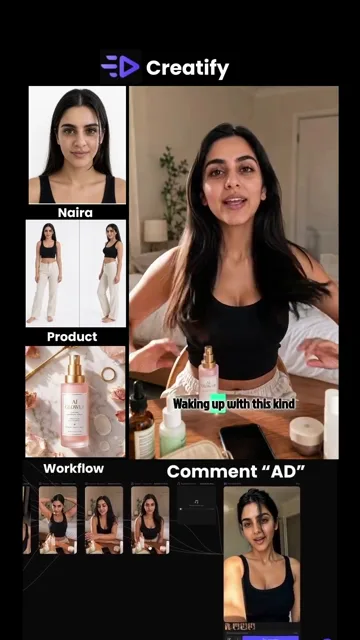 Creatify
Naira
Product
Waking up with this kind
Workflow
Comment “AD”